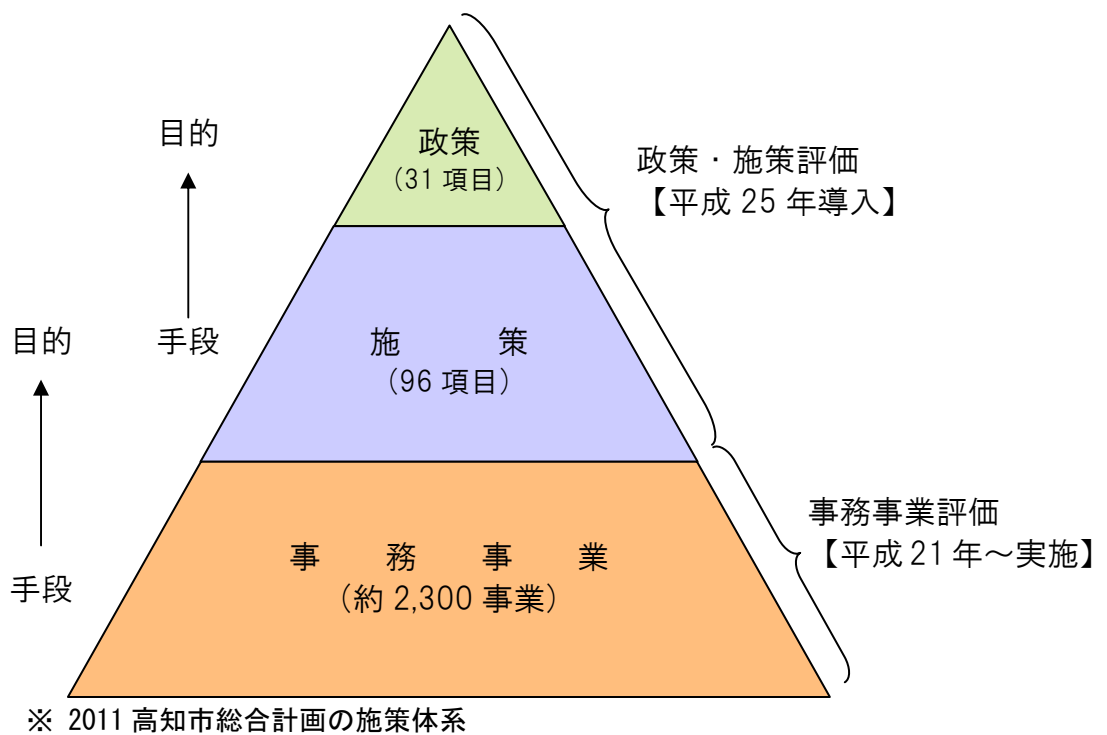 目的
手段
目的
手段
政策
（31 項目）
施　　策
（96 項目）
事　務　事　業
（約 2,300 事業）
政策・施策評価
【平成 25 年導入】
事務事業評価
【平成 21 年～実施】
※ 2011 高知市総合計画の施策体系